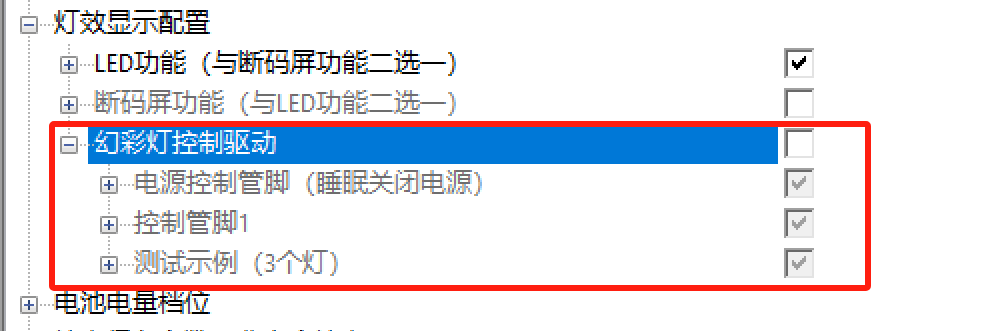 灯效显示配置
LED功能（与断码屏功能二选一）
断码屏功能（与LED功能二选一）
幻彩灯控制驱动
电源控制管脚（睡眠关闭电源）
控制管脚1
测试示例（3个灯）
电池电量档位